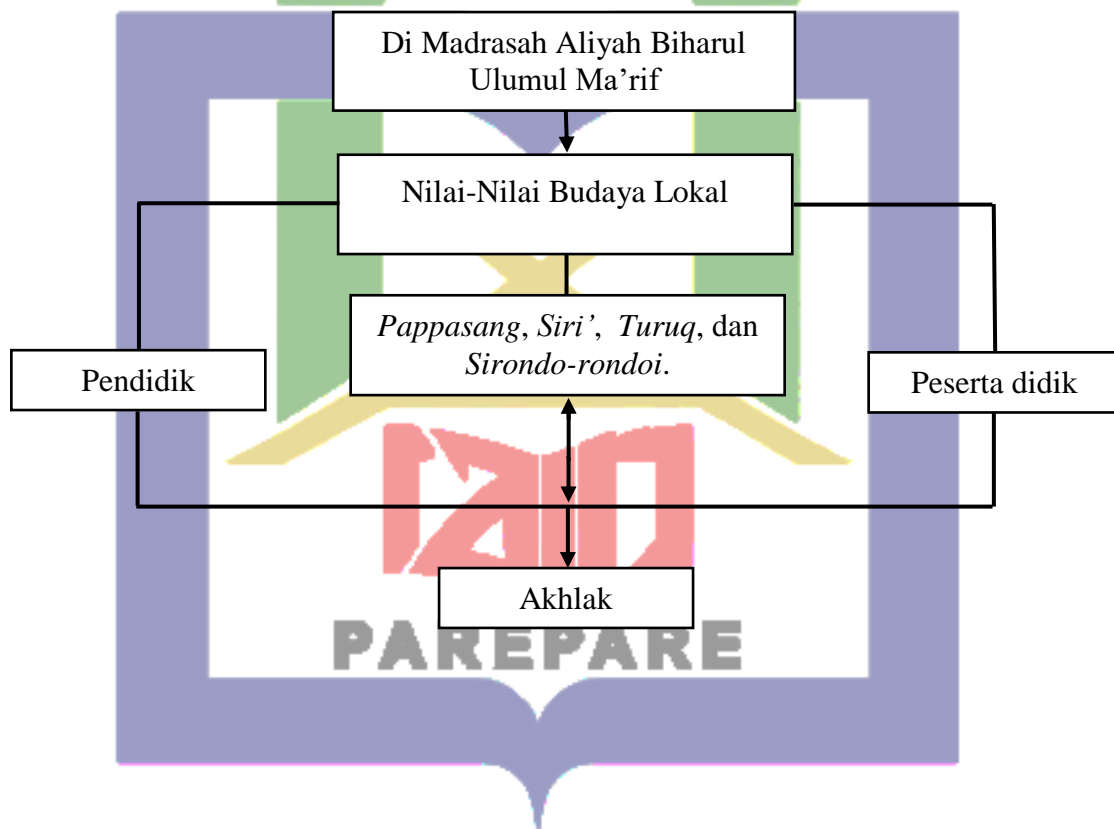 Di Madrasah Aliyah Biharul
Ulumul Ma’rif
Nilai-Nilai Budaya Lokal
Pappasang, Siri’, Turuq, dan
Sirondo-rondoi.
Pendidik
Peserta didik
Akhlak
PAREPARE